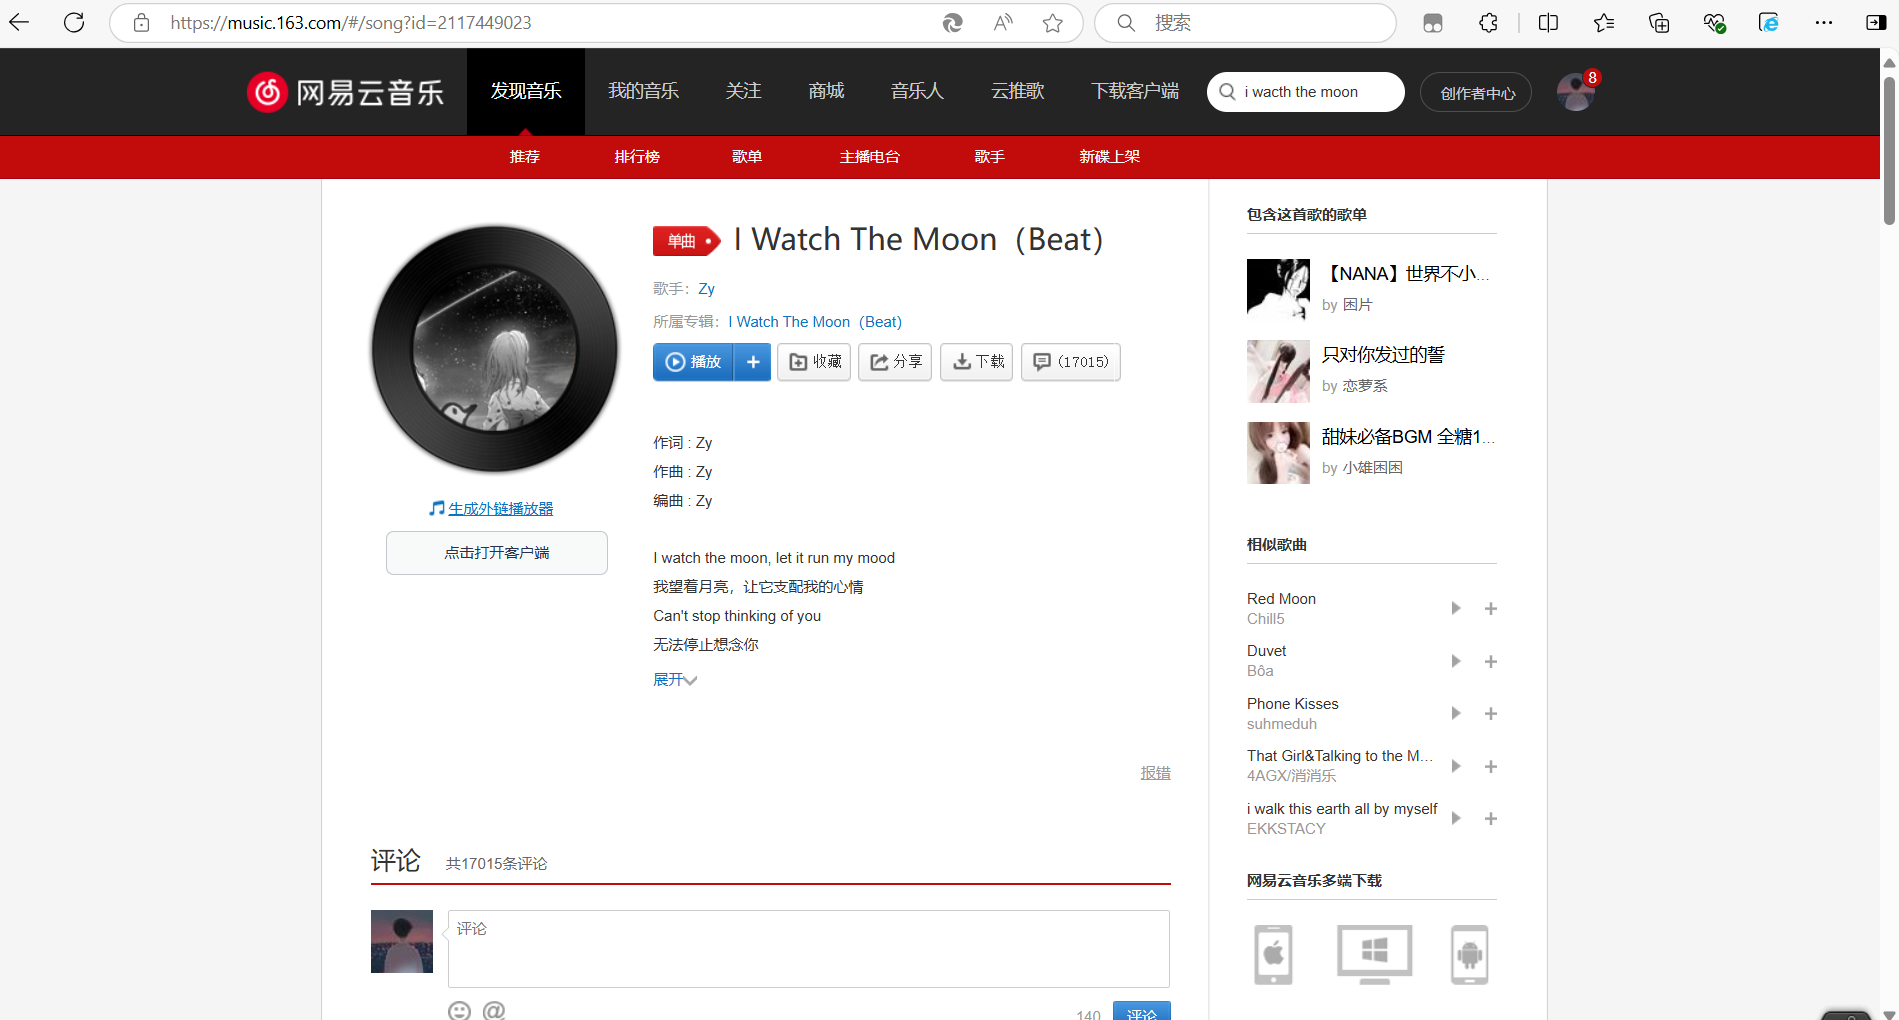 https://music.163.com/#/song?id=2117449023
搜索
网易云音乐
发现音乐
我的音乐
关注
商城
音乐人
云推歌
下载客户端
i wacth the moon
创作者中心
8
推荐
排行榜
歌单
主播电台
歌手
新碟上架
单曲
I Watch The Moon（Beat）
歌手：Zy
所属专辑：I Watch The Moon（Beat）
播放
收藏
分享
下载
(17015)
生成外链播放器
点击打开客户端
作词 : Zy
作曲 : Zy
编曲 : Zy
I watch the moon, let it run my mood
我望着月亮，让它支配我的心情
Can't stop thinking of you
无法停止想念你
展开
报错
评论
共17015条评论
评论
140
评论
包含这首歌的歌单
【NANA】世界不小...
by 困片
只对你发过的誓
by 恋萝系
甜妹必备BGM 全糖1...
by 小雄困困
相似歌曲
Red Moon
Chill5
Duvet
Bôa
Phone Kisses
suhmeduh
That Girl&Talking to the M...
4AGX/消消乐
i walk this earth all by myself
EKKSTACY
网易云音乐多端下载